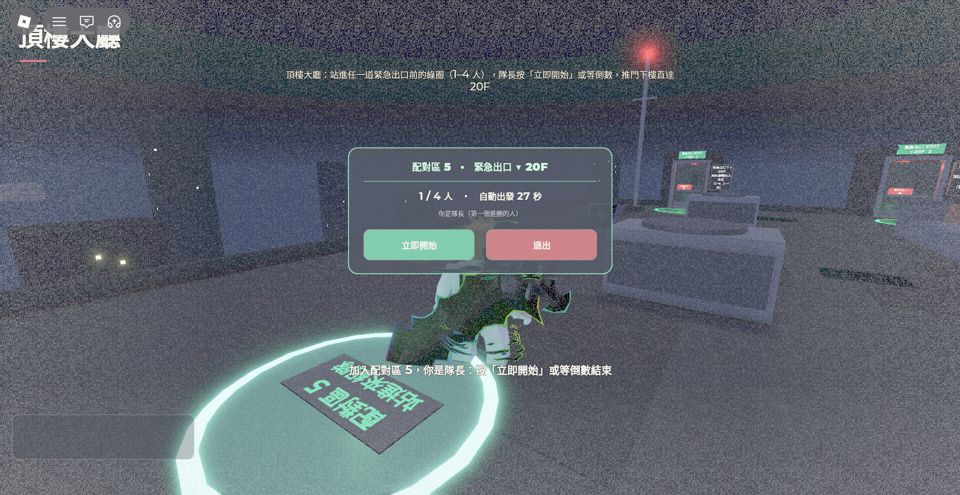 頂樓大廳
頂樓大廳：站進任一道緊急出口前的綠圈（1–4 人），隊長按「立即開始」或等倒數，推門下樓直達
20F
配對區 5 • 緊急出口 ▼ 20F
1 / 4 人 • 自動出發 27 秒
你是隊長（第一個進圈的人）
立即開始
退出
加入配對區 5，你是隊長：按「立即開始」或等倒數結束
配對區 5
站進來組隊